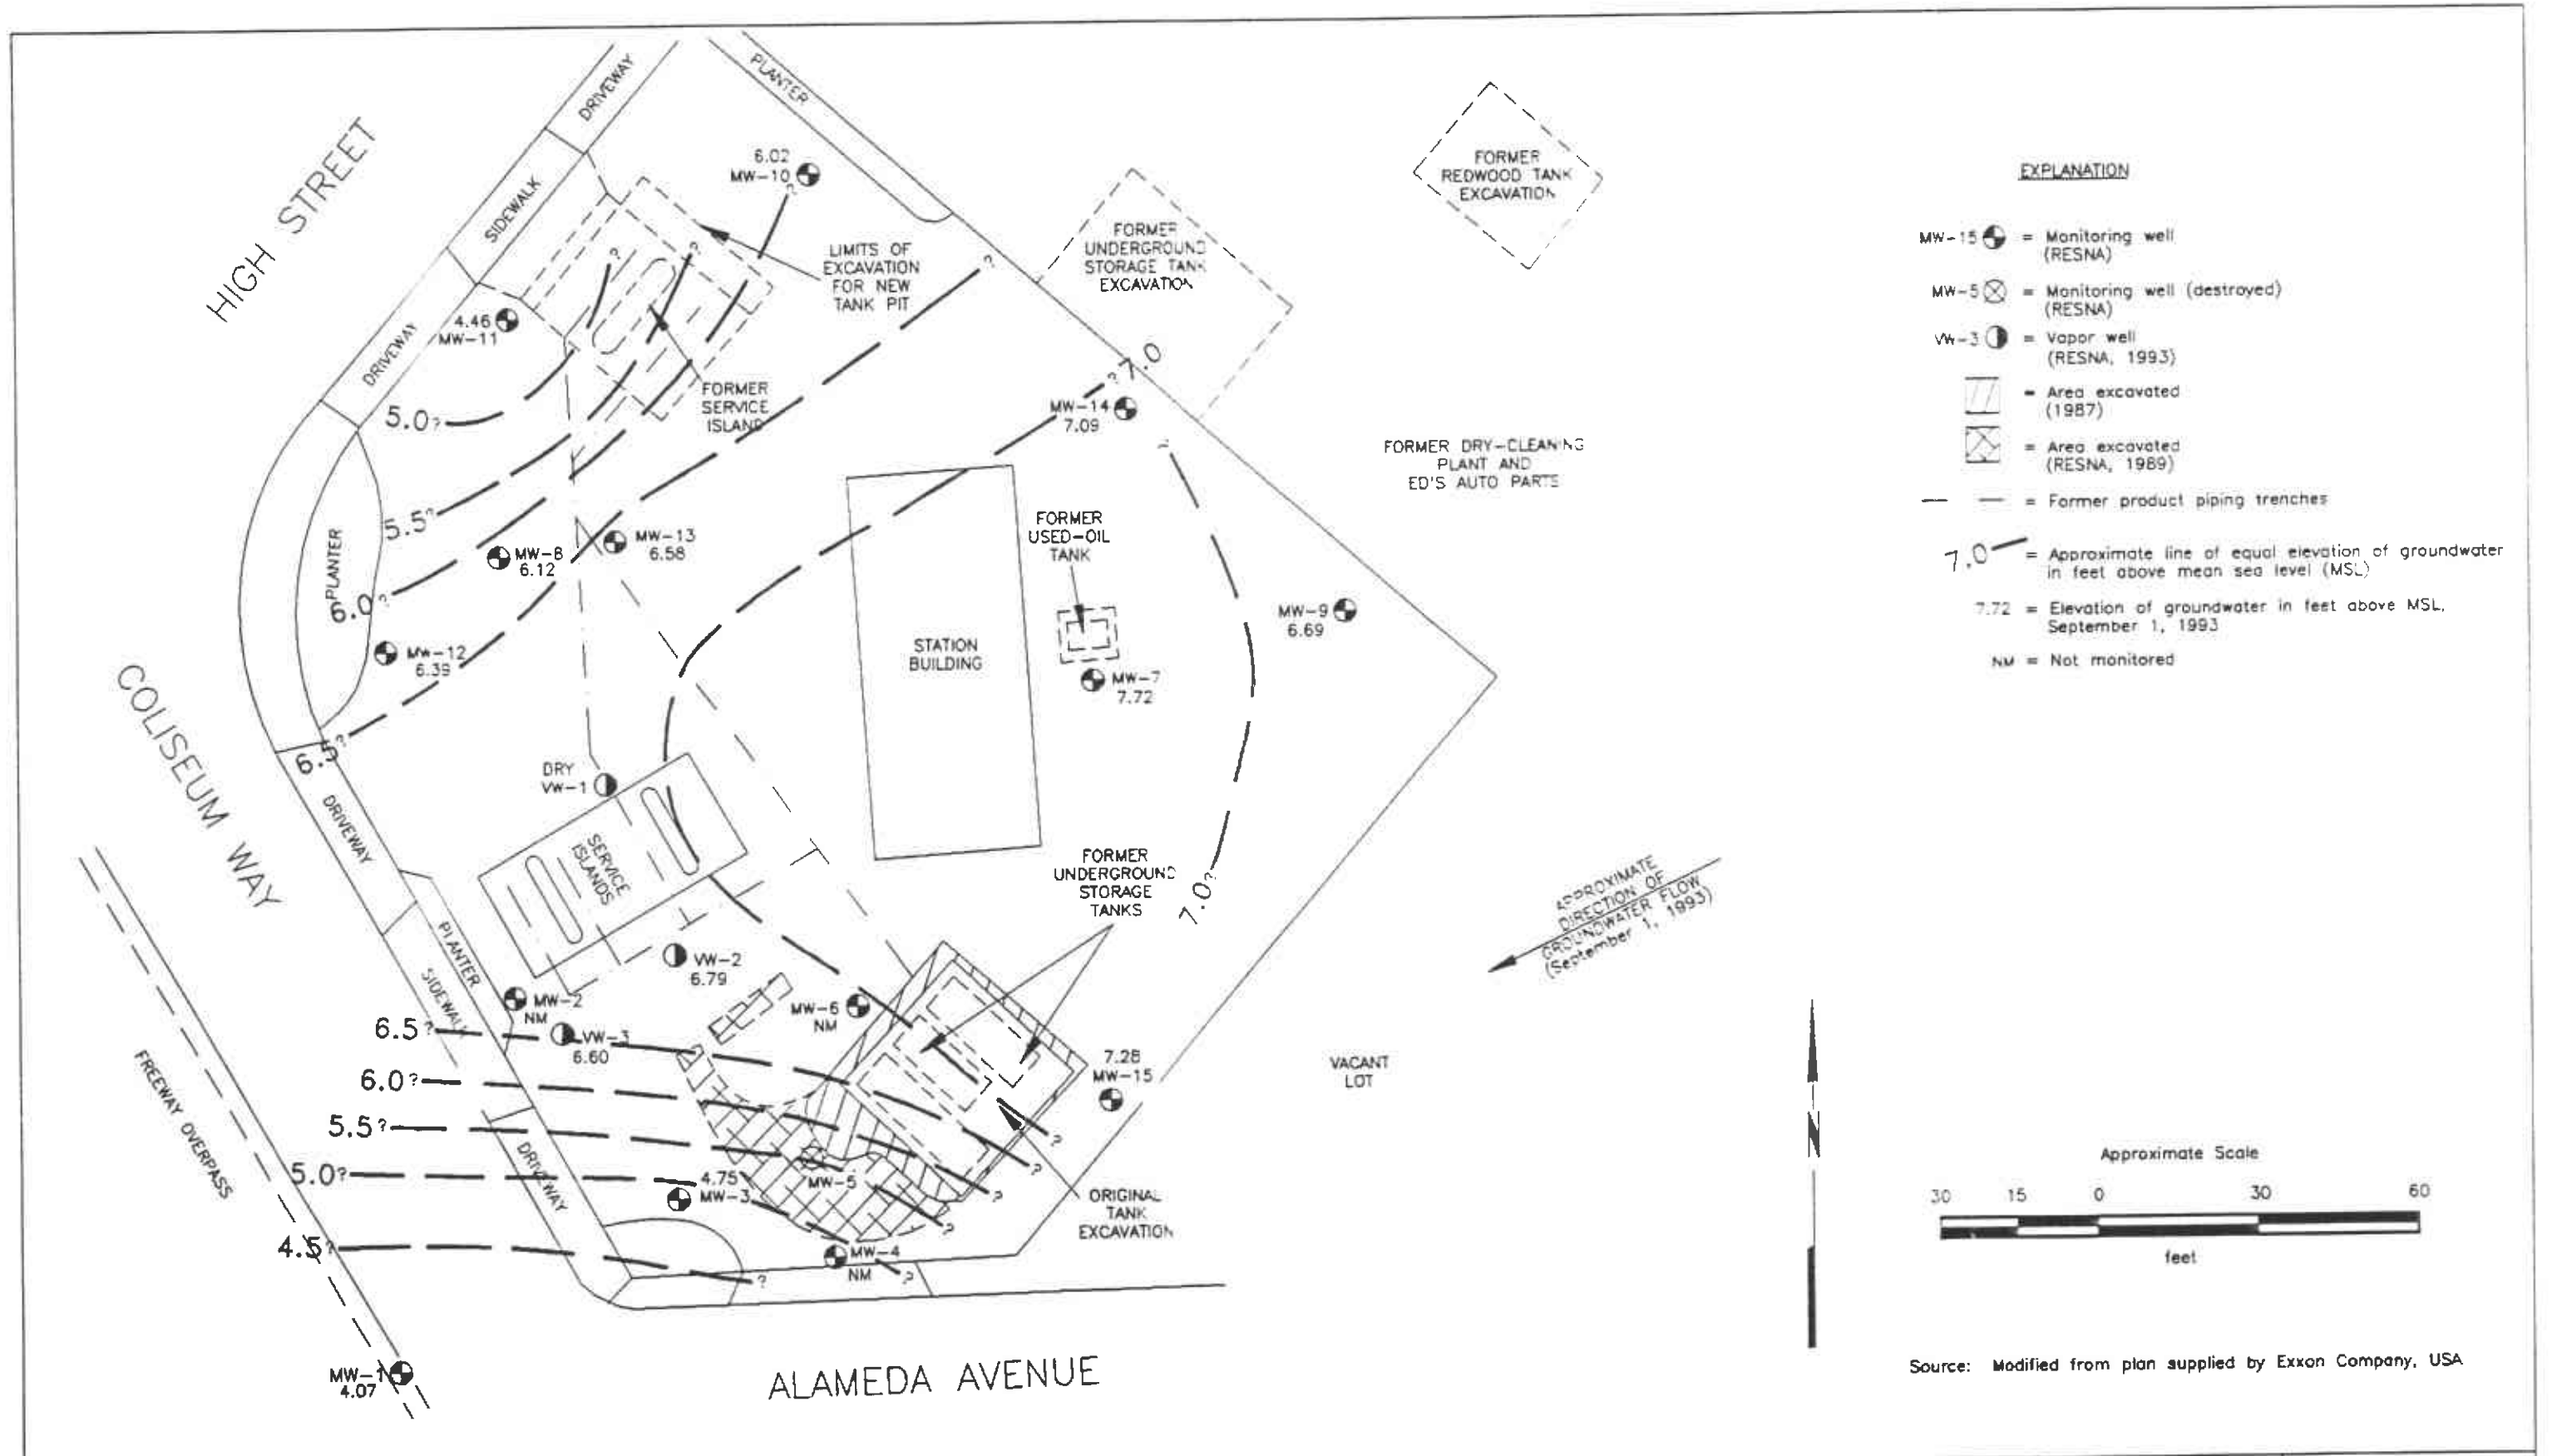 DRIVEWAY
PLANTER
HIGH STREET
SIDEWALK
6.02
MW-10
?
LIMITS OF
EXCAVATION
FOR NEW
TANK PIT
FORMER
UNDERGROUND
STORAGE TANK
EXCAVATION
FORMER
REDWOOD TANK
EXCAVATION
?
?
?
4.46
MW-11
DRIVEWAY
FORMER
SERVICE
ISLAND
5.0?
? 7.0
MW-14
7.09
?
FORMER DRY-CLEANING
PLANT AND
ED'S AUTO PARTS
5.5?
PLANTER
MW-8
6.12
MW-13
6.58
FORMER
USED-OIL
TANK
6.0?
MW-12
6.39
STATION
BUILDING
MW-9
6.69
MW-7
7.72
6.5?
COLISEUM WAY
DRIVEWAY
DRY
VW-1
SERVICE
ISLANDS
FORMER
UNDERGROUND
STORAGE
TANKS
7.0?
APPROXIMATE
DIRECTION OF
GROUNDWATER FLOW
(September 1, 1993)
PLANTER
SIDEWALK
VW-2
6.79
MW-2
NM
MW-6
NM
6.5?
VW-3
6.60
7.28
MW-15
VACANT
LOT
6.0?
FREEWAY OVERPASS
5.5?
DRIVEWAY
?
?
5.0?
4.75
MW-3
MW-5
?
?
ORIGINAL
TANK
EXCAVATION
4.5?
MW-4
NM
?
?
MW-1
4.07
ALAMEDA AVENUE
EXPLANATION
MW-15 = Monitoring well
(RESNA)
MW-5 = Monitoring well (destroyed)
(RESNA)
VW-3 = Vapor well
(RESNA, 1993)
= Area excavated
(1987)
= Area excavated
(RESNA, 1989)
= Former product piping trenches
7.0 = Approximate line of equal elevation of groundwater
in feet above mean sea level (MSL)
7.72 = Elevation of groundwater in feet above MSL,
September 1, 1993
NM = Not monitored
N
Approximate Scale
30 15 0 30 60
feet
Source: Modified from plan supplied by Exxon Company, USA